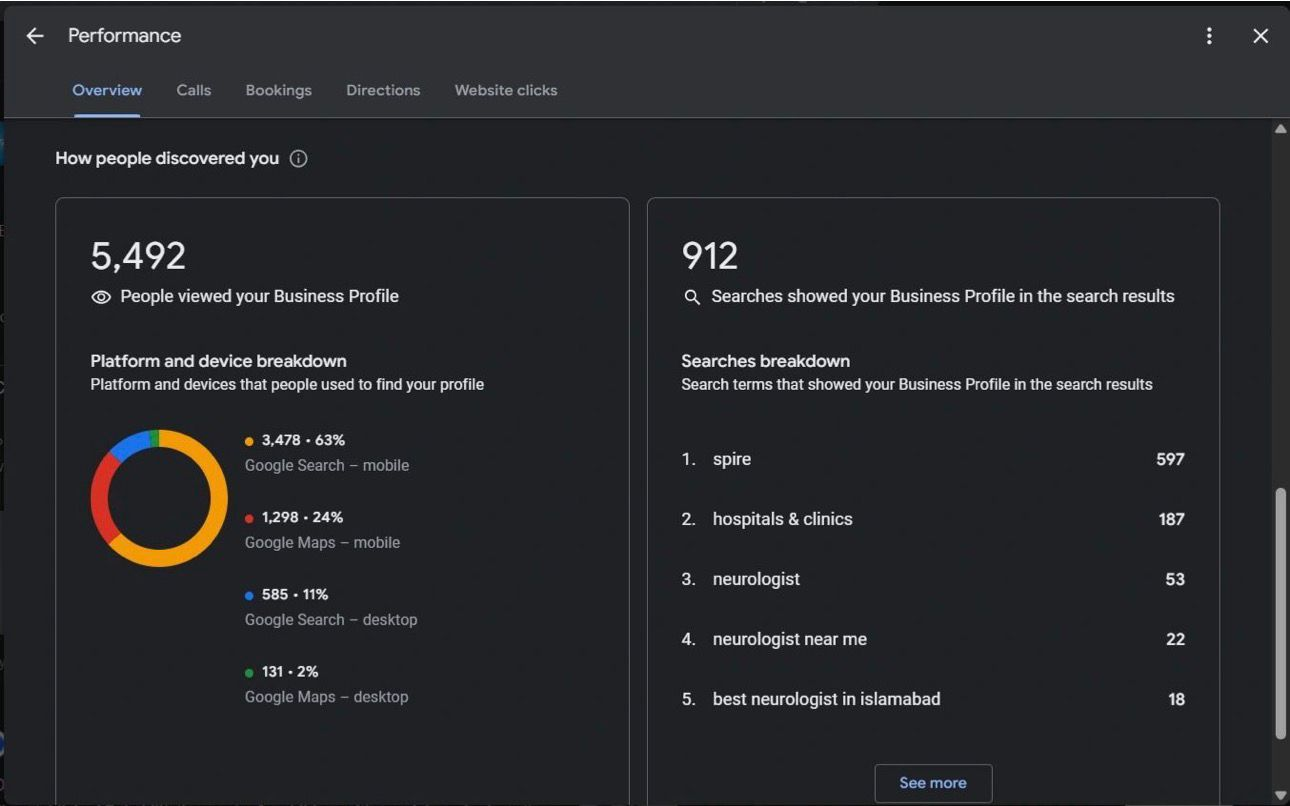 Performance
Overview Calls Bookings Directions Website clicks
How people discovered you
5,492
People viewed your Business Profile
Platform and device breakdown
Platform and devices that people used to find your profile
3,478 • 63%
Google Search – mobile
1,298 • 24%
Google Maps – mobile
585 • 11%
Google Search – desktop
131 • 2%
Google Maps – desktop
912
Searches showed your Business Profile in the search results
Searches breakdown
Search terms that showed your Business Profile in the search results
1. spire 597
2. hospitals & clinics 187
3. neurologist 53
4. neurologist near me 22
5. best neurologist in islamabad 18
See more